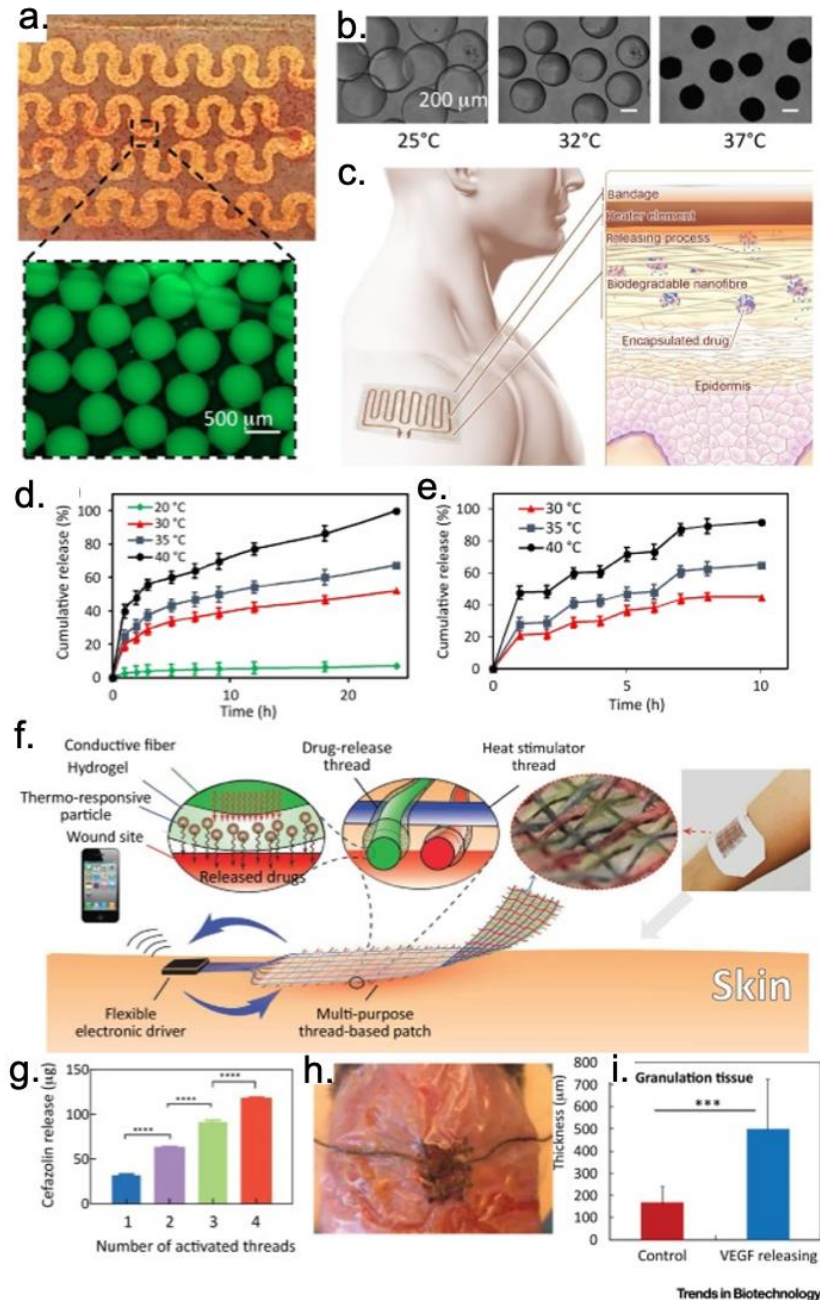 a.
500 μm
b.
200 μm
25°C
32°C
37°C
c.
Bandage
Heater element
Releasing process
Biodegradable nanofibre
Encapsulated drug
Epidermis
d.
Cumulative release (%)
100
80
60
40
20
0
20 °C
30 °C
35 °C
40 °C
0
10
20
Time (h)
e.
Cumulative release (%)
100
80
60
40
20
0
30 °C
35 °C
40 °C
0
5
10
Time (h)
f.
Conductive fiber
Hydrogel
Thermo-responsive
particle
Wound site
Released drugs
Drug-release
thread
Heat stimulator
thread
Flexible
electronic driver
Multi-purpose
thread-based patch
Skin
g.
Cefazolin release (μg)
150
100
50
0
****
****
****
1
2
3
4
Number of activated threads
h.
i.
Granulation tissue
Thickness (μm)
800
700
600
500
400
300
200
100
0
***
Control
VEGF releasing
Trends in Biotechnology